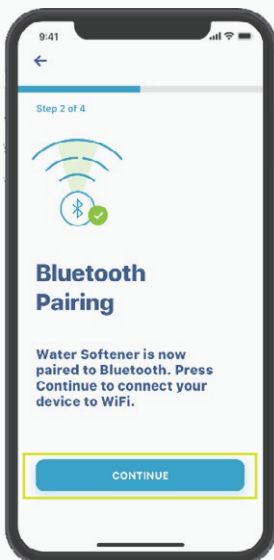 9:41
Step 2 of 4
Bluetooth
Pairing
Water Softener is now
paired to Bluetooth. Press
Continue to connect your
device to WiFi.
CONTINUE